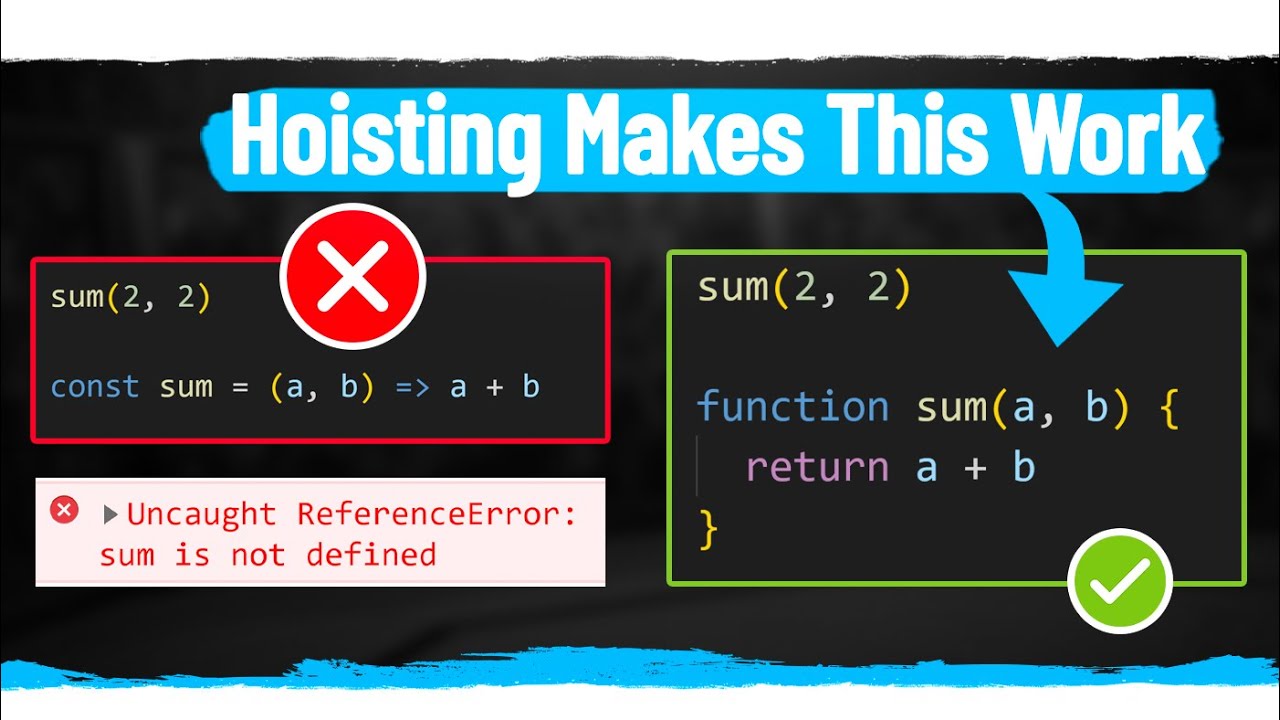 Hoisting Makes This Work
sum(2, 2)
const sum = (a, b) => a + b
Uncaught ReferenceError:
sum is not defined
sum(2, 2)
function sum(a, b) {
return a + b
}